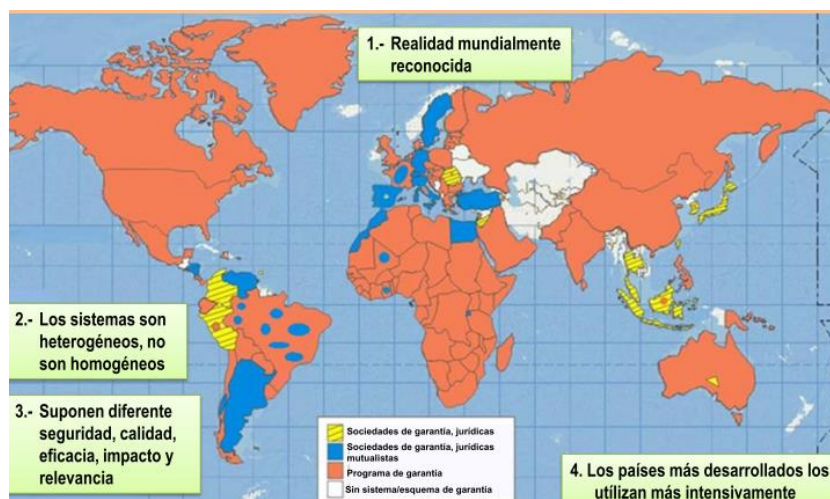 1.- Realidad mundialmente
reconocida
2.- Los sistemas son
heterogéneos, no
son homogéneos
3.- Suponen diferente
seguridad, calidad,
eficacia, impacto y
relevancia
Sociedades de garantía, jurídicas
Sociedades de garantía, jurídicas
mutualistas
Programa de garantía
Sin sistema/esquema de garantía
4. Los países más desarrollados los
utílizan más intensivamente